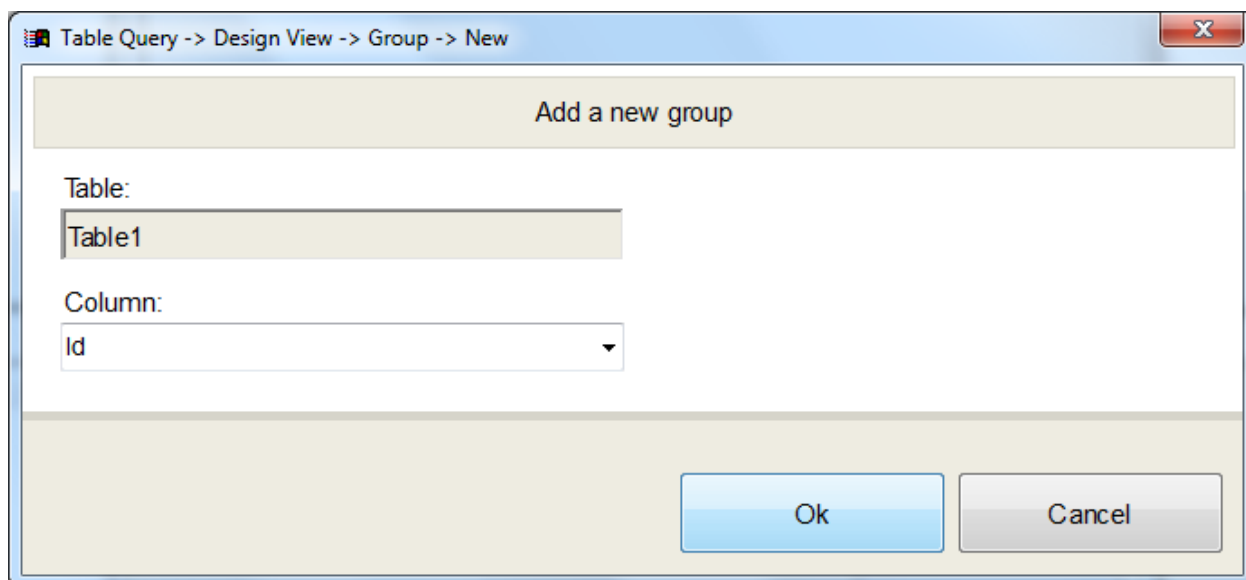 Table Query -> Design View -> Group -> New
Add a new group
Table:
Table1
Column:
Id
Ok
Cancel